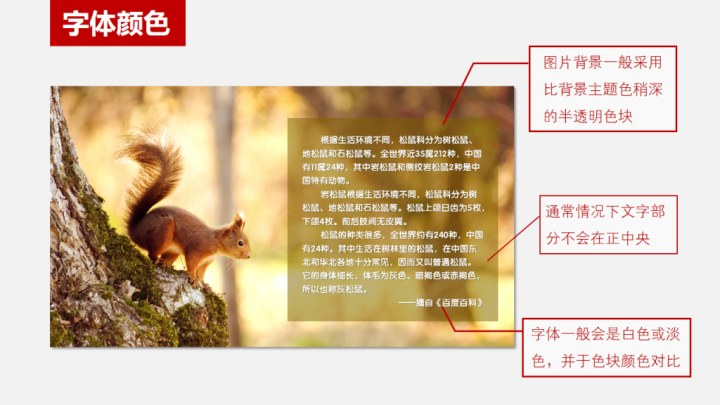 字体颜色
图片背景一般采用
比背景主题色稍深
的半透明色块
根据生活环境不同，松鼠科分为树松鼠、
地松鼠和石松鼠等。全世界近35属212种，中国
有11属24种，其中岩松鼠和侧纹岩松鼠2种是中
国特有动物。
岩松鼠根据生活环境不同，松鼠科分为树
松鼠、地松鼠和石松鼠等。松鼠上颌臼齿为5枚，
下颌4枚。前后肢间无皮翼。
松鼠的种类很多，全世界约有240种，中国
有24种。其中生活在树林里的松鼠，在中国东
北和华北各地十分常见，因而又叫普通松鼠。
它的身体细长，体毛为灰色、暗褐色或赤褐色，
所以也称灰松鼠。
——摘自《百度百科》
通常情况下文字部
分不会在正中央
字体一般会是白色或淡
色，并于色块颜色对比